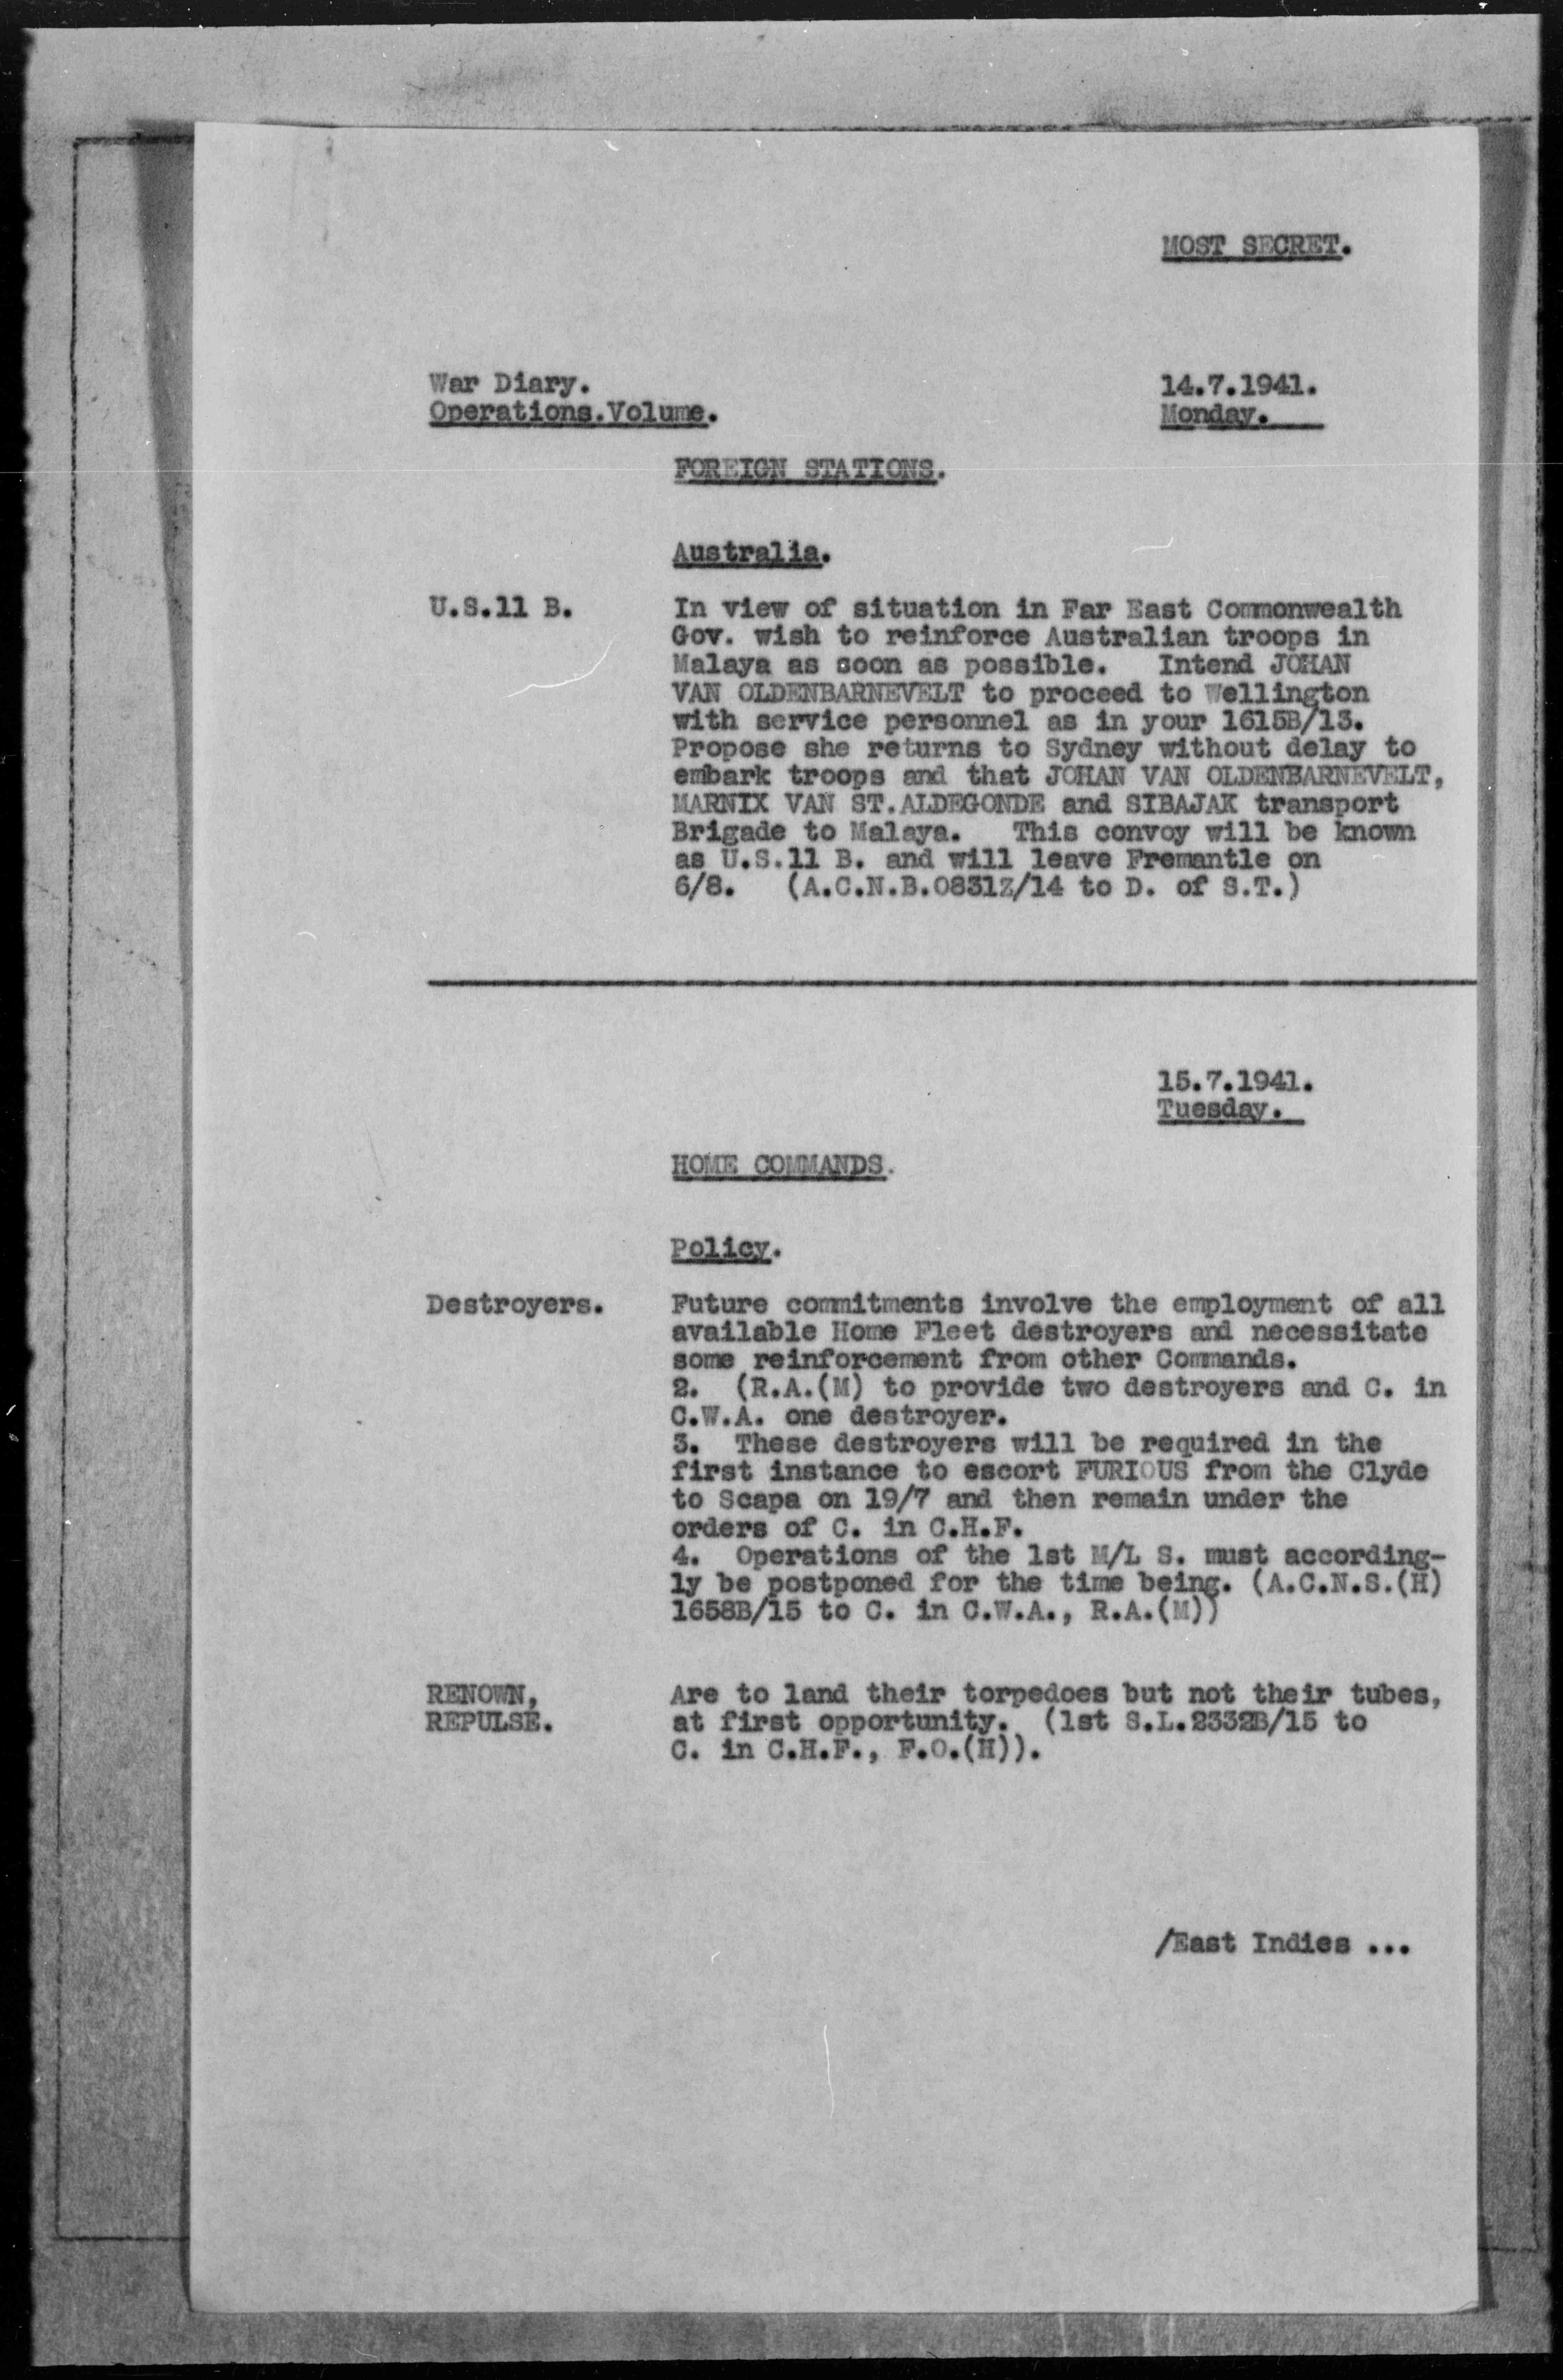 MOST SECRET.
War Diary.
Operations.Volume.
14.7.1941.
Monday.
FOREIGN STATIONS.
Australia.
U.S.11 B.
In view of situation in Far East Commonwealth
Gov. wish to reinforce Australian troops in
Malaya as soon as possible. Intend JOHAN
VAN OLDENBARNEVELT to proceed to Wellington
with service personnel as in your 1615B/13.
Propose she returns to Sydney without delay to
embark troops and that JOHAN VAN OLDENBARNEVELT,
MARNIX VAN ST.ALDEGONDE and SIBAJAK transport
Brigade to Malaya. This convoy will be known
as U.S.11 B. and will leave Fremantle on
6/8. (A.C.N.B.0831Z/14 to D. of S.T.)
15.7.1941.
Tuesday.
HOME COMMANDS.
Policy.
Destroyers.
Future commitments involve the employment of all
available Home Fleet destroyers and necessitate
some reinforcement from other Commands.
2. (R.A.(M) to provide two destroyers and C. in
C.W.A. one destroyer.
3. These destroyers will be required in the
first instance to escort FURIOUS from the Clyde
to Scapa on 19/7 and then remain under the
orders of C. in C.H.F.
4. Operations of the 1st M/L S. must according-
ly be postponed for the time being. (A.C.N.S.(H)
1658B/15 to C. in C.W.A., R.A.(M))
RENOWN,
REPULSE.
Are to land their torpedoes but not their tubes,
at first opportunity. (1st S.L.2332B/15 to
C. in C.H.F., F.O.(H)).
/East Indies ...